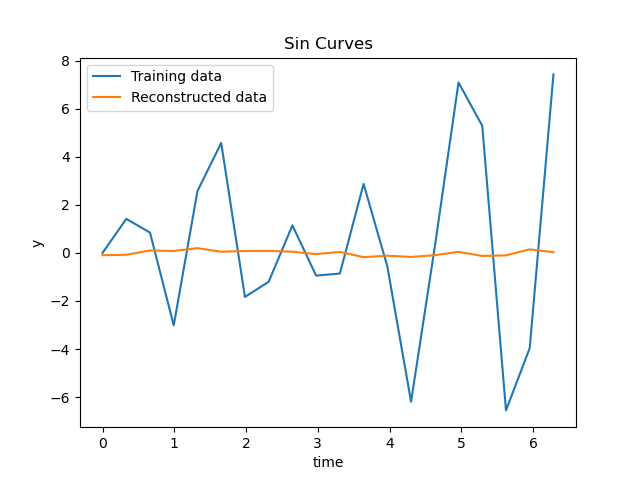 Sin Curves
Training data
Reconstructed data
8
6
4
2
0
−2
−4
−6
y
0 1 2 3 4 5 6
time